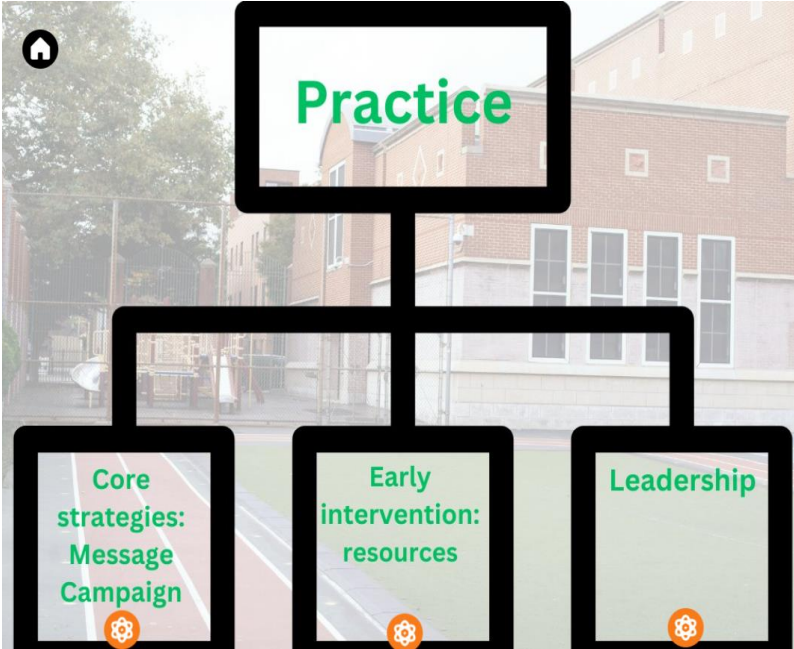 Practice
Core
strategies:
Message
Campaign
Early
intervention:
resources
Leadership